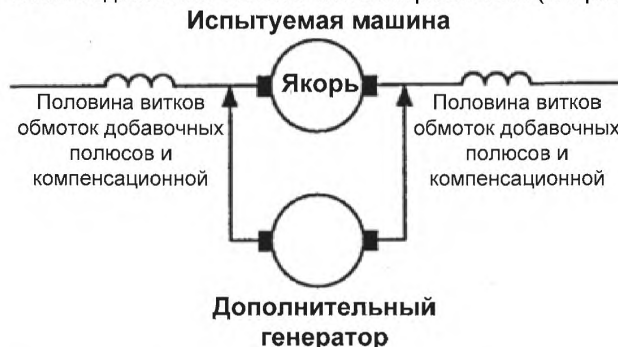 Испытуемая машина
Якорь
Половина витков
обмоток добавочных
полюсов и
компенсационной
Половина витков
обмоток добавочных
полюсов и
компенсационной
Дополнительный
генератор